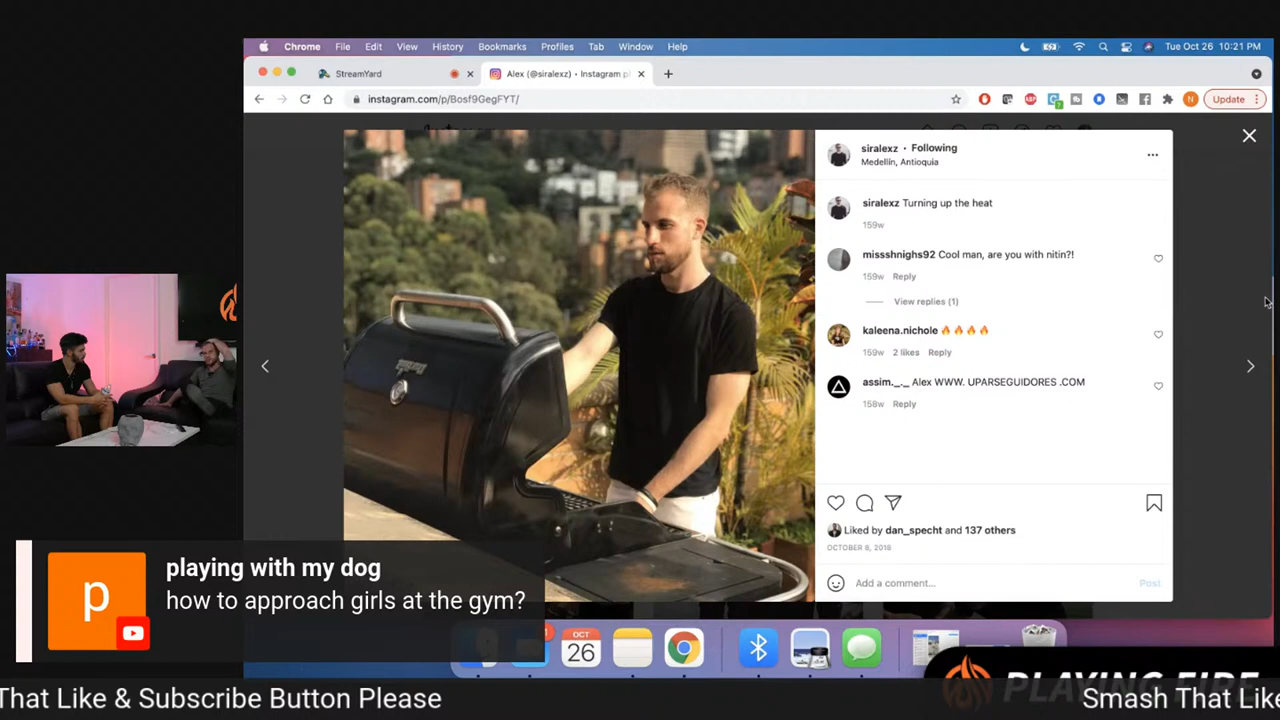 Chrome File Edit View History Bookmarks Profiles Tab Window Help
Tue Oct 26 10:21 PM
StreamYard
Alex (@siralexz) • Instagram p
instagram.com/p/Bosf9GegFYT/
N
Update
siralexz • Following
Medellín, Antioquia
siralexz Turning up the heat
159w
missshnighs92 Cool man, are you with nitin?!
159w Reply
View replies (1)
kaleena.nichole 🔥🔥🔥🔥
159w 2 likes Reply
assim._._ Alex WWW. UPARSEGUIDORES .COM
158w Reply
Liked by dan_specht and 137 others
OCTOBER 8, 2018
Add a comment...
Post
p
playing with my dog
how to approach girls at the gym?
OCT
26
PLAYING FIRE
That Like & Subscribe Button Please
Smash That Like